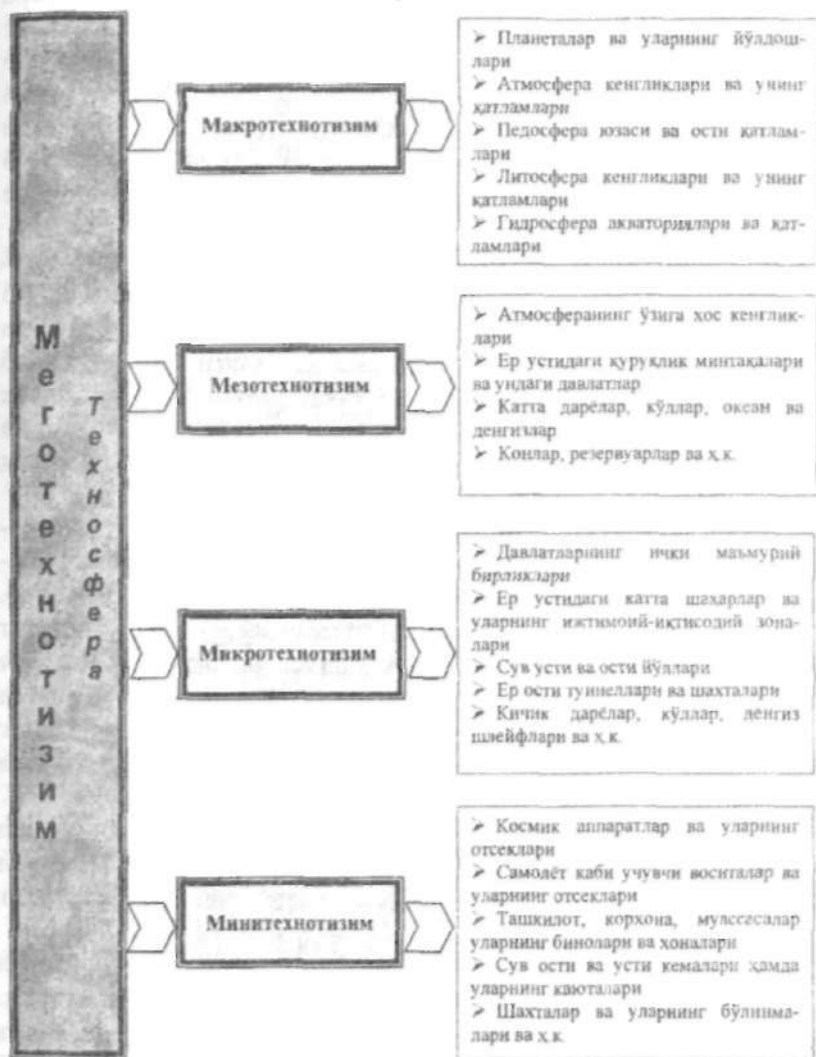 Меготехнотизим
Техносфера
Макротехнотизим
➢ Планеталар ва уларнинг йўлдош-
лари
➢ Атмосфера кенгликлари ва унинг
қатламлари
➢ Педосфера юзаси ва ости қатлам-
лари
➢ Литосфера кенгликлари ва унинг
қатламлари
➢ Гидросфера акваториялари ва қат-
ламлари
Мезотехнотизим
➢ Атмосферанинг ўзига хос кенглик-
лари
➢ Ер устидаги қуруқлик минтақалари
ва ундаги давлатлар
➢ Катта дарёлар, кўллар, океан ва
денгизлар
➢ Конлар, резервуарлар ва ҳ.к.
Микротехнотизим
➢ Давлатларнинг ички маъмурий
бирликлари
➢ Ер устидаги катта шаҳарлар ва
уларнинг ижтимоий-иқтисодий зона-
лари
➢ Сув усти ва ости йўллари
➢ Ер ости туннеллари ва шахталари
➢ Кичик дарёлар, кўллар, денгиз
шлейфлари ва ҳ.к.
Минитехнотизим
➢ Космик аппаратлар ва уларнинг
отсеклари
➢ Самолёт каби учувчи воситалар ва
уларнинг отсеклари
➢ Ташкилот, корхона, муассасалар
уларнинг бинолари ва хоналари
➢ Сув ости ва усти кемалари ҳамда
уларнинг каюталари
➢ Шахталар ва уларнинг бўлинма-
лари ва ҳ.к.